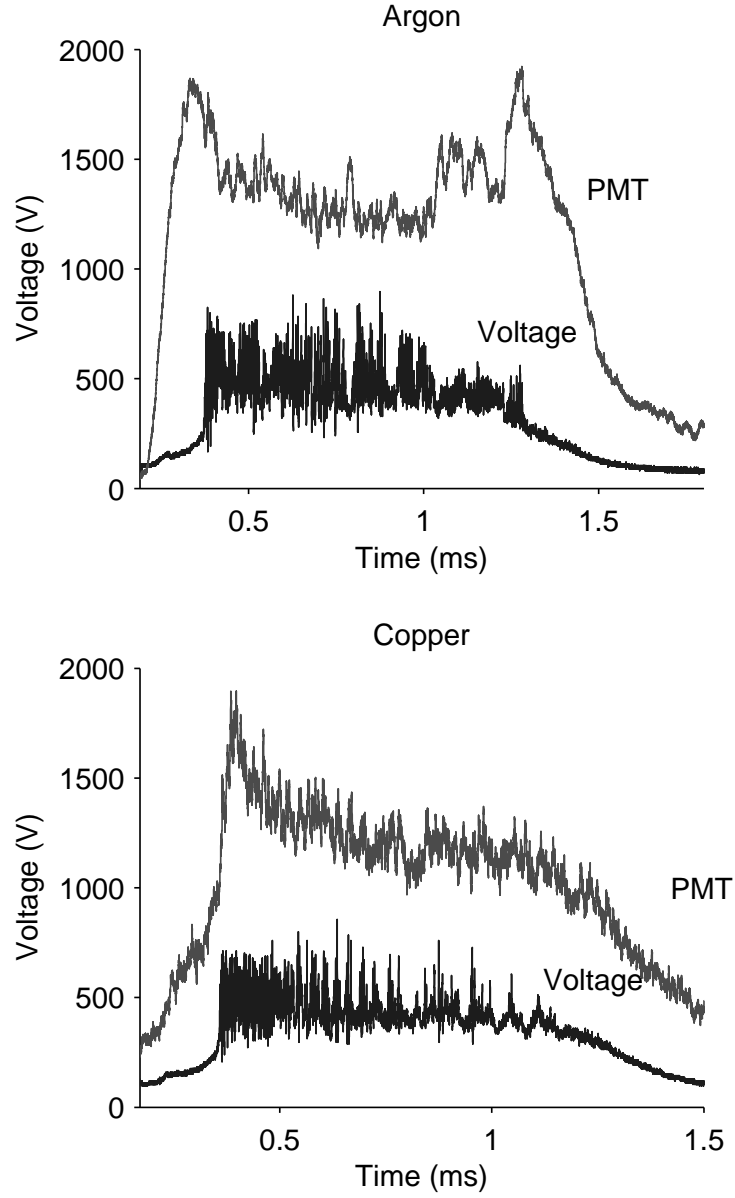 Argon
2000
1500
1000
500
0
Voltage (V)
PMT
Voltage
0.5 1 1.5
Time (ms)
Copper
2000
1500
1000
500
0
Voltage (V)
PMT
Voltage
0.5 1 1.5
Time (ms)